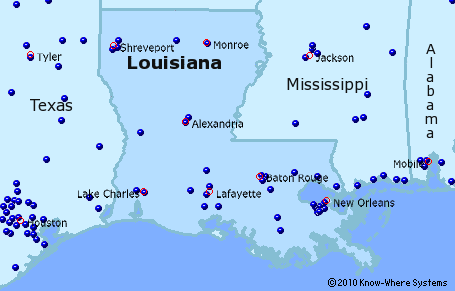 Shreveport
Monroe
Louisiana
Tyler
Jackson
Mississippi
Alabama
Texas
Alexandria
Mobile
Baton Rouge
Lake Charles
Lafayette
New Orleans
Houston
©2010 Know-Where Systems